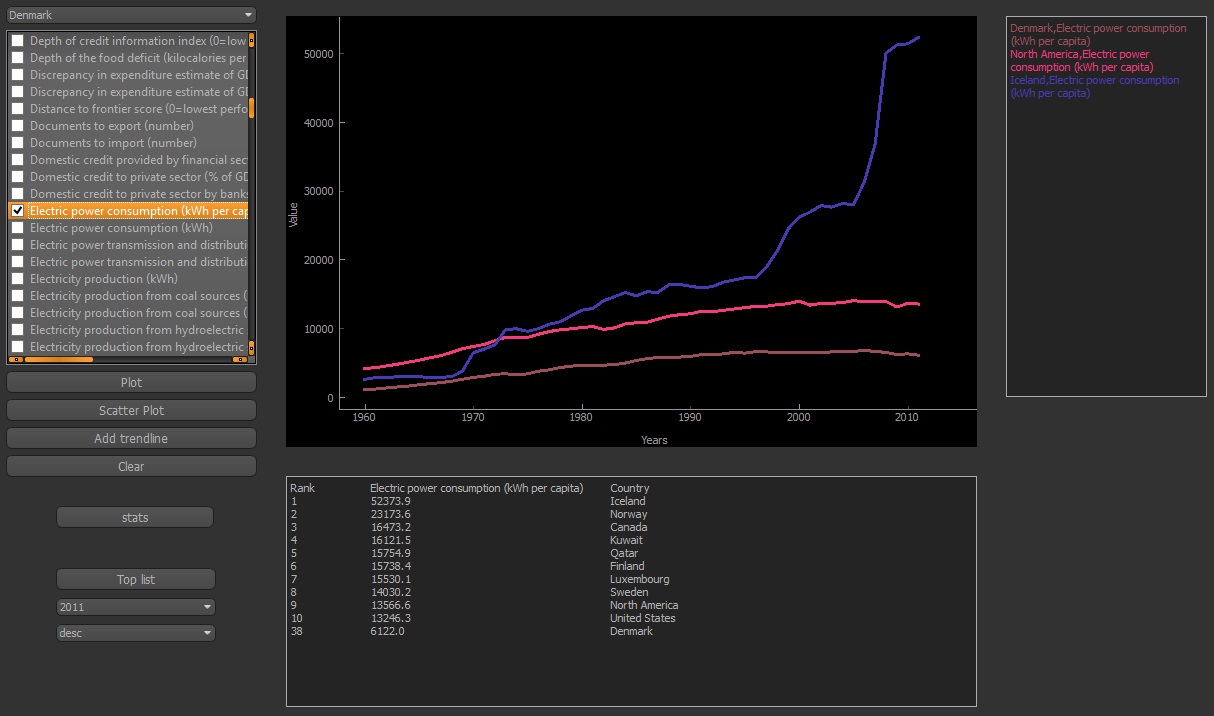 Denmark
Depth of credit information index (0=low
Depth of the food deficit (kilocalories per
Discrepancy in expenditure estimate of GD
Discrepancy in expenditure estimate of GD
Distance to frontier score (0=lowest perfo
Documents to export (number)
Documents to import (number)
Domestic credit provided by financial sec
Domestic credit to private sector (% of GD
Domestic credit to private sector by banks
Electric power consumption (kWh per cap
Electric power consumption (kWh)
Electric power transmission and distributi
Electric power transmission and distributi
Electricity production (kWh)
Electricity production from coal sources (
Electricity production from coal sources (
Electricity production from hydroelectric
Electricity production from hydroelectric
Plot
Scatter Plot
Add trendline
Clear
stats
Top list
2011
desc
50000
40000
30000
20000
10000
0
Value
1960 1970 1980 1990 2000 2010
Years
Denmark,Electric power consumption
(kWh per capita)
North America,Electric power
consumption (kWh per capita)
Iceland,Electric power consumption
(kWh per capita)
Rank Electric power consumption (kWh per capita) Country
1 52373.9 Iceland
2 23173.6 Norway
3 16473.2 Canada
4 16121.5 Kuwait
5 15754.9 Qatar
6 15738.4 Finland
7 15530.1 Luxembourg
8 14030.2 Sweden
9 13566.6 North America
10 13246.3 United States
38 6122.0 Denmark